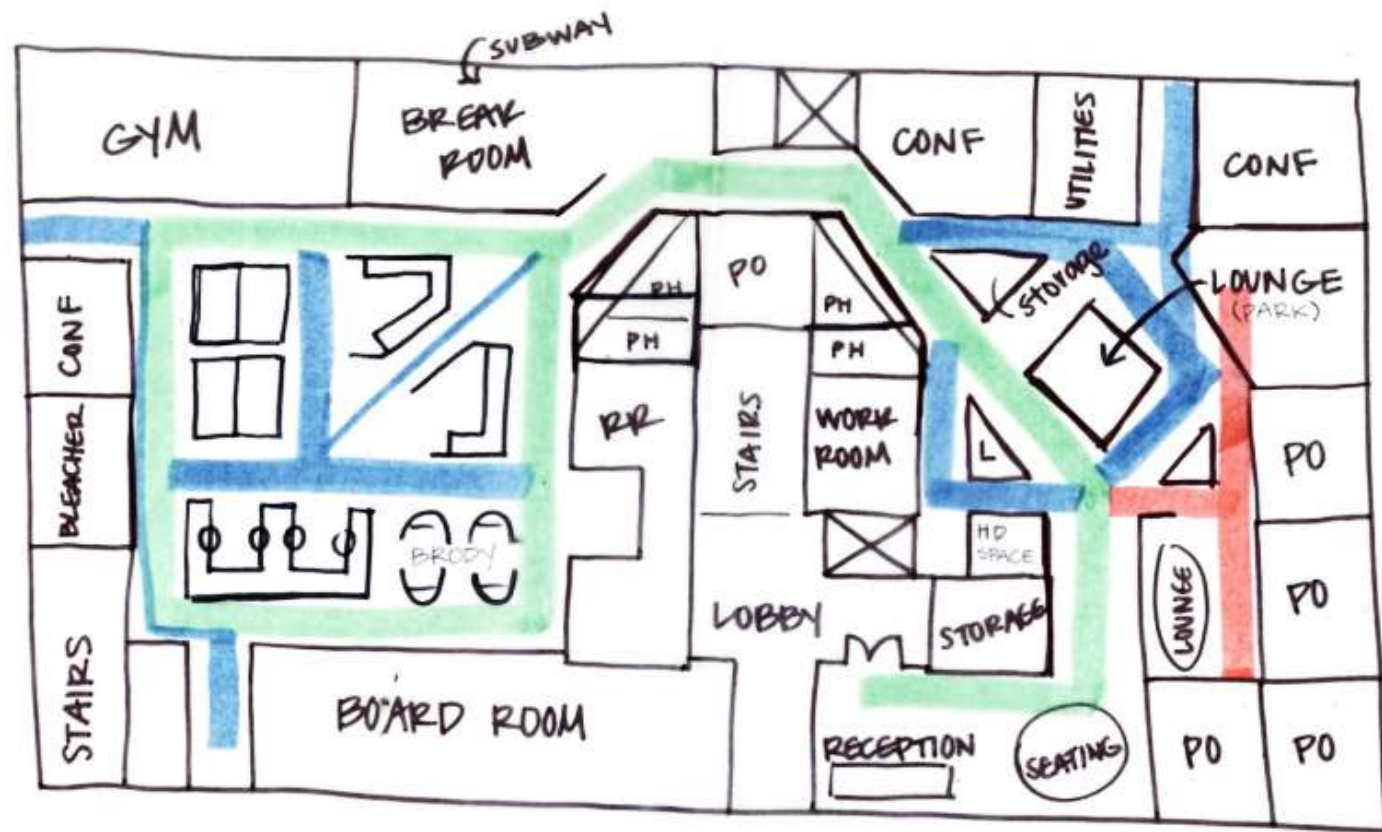 SUBWAY
GYM
BREAK
ROOM
CONF
UTILITIES
CONF
Storage
LOUNGE
(PARK)
PH
PO
PH
PH
PH
CONF
BLEACHER
STAIRS
RR
STAIRS
WORK
ROOM
L
PO
BRODY
HD
SPACE
LOUNGE
PO
LOBBY
STORAGE
BOARD ROOM
RECEPTION
SEATING
PO
PO